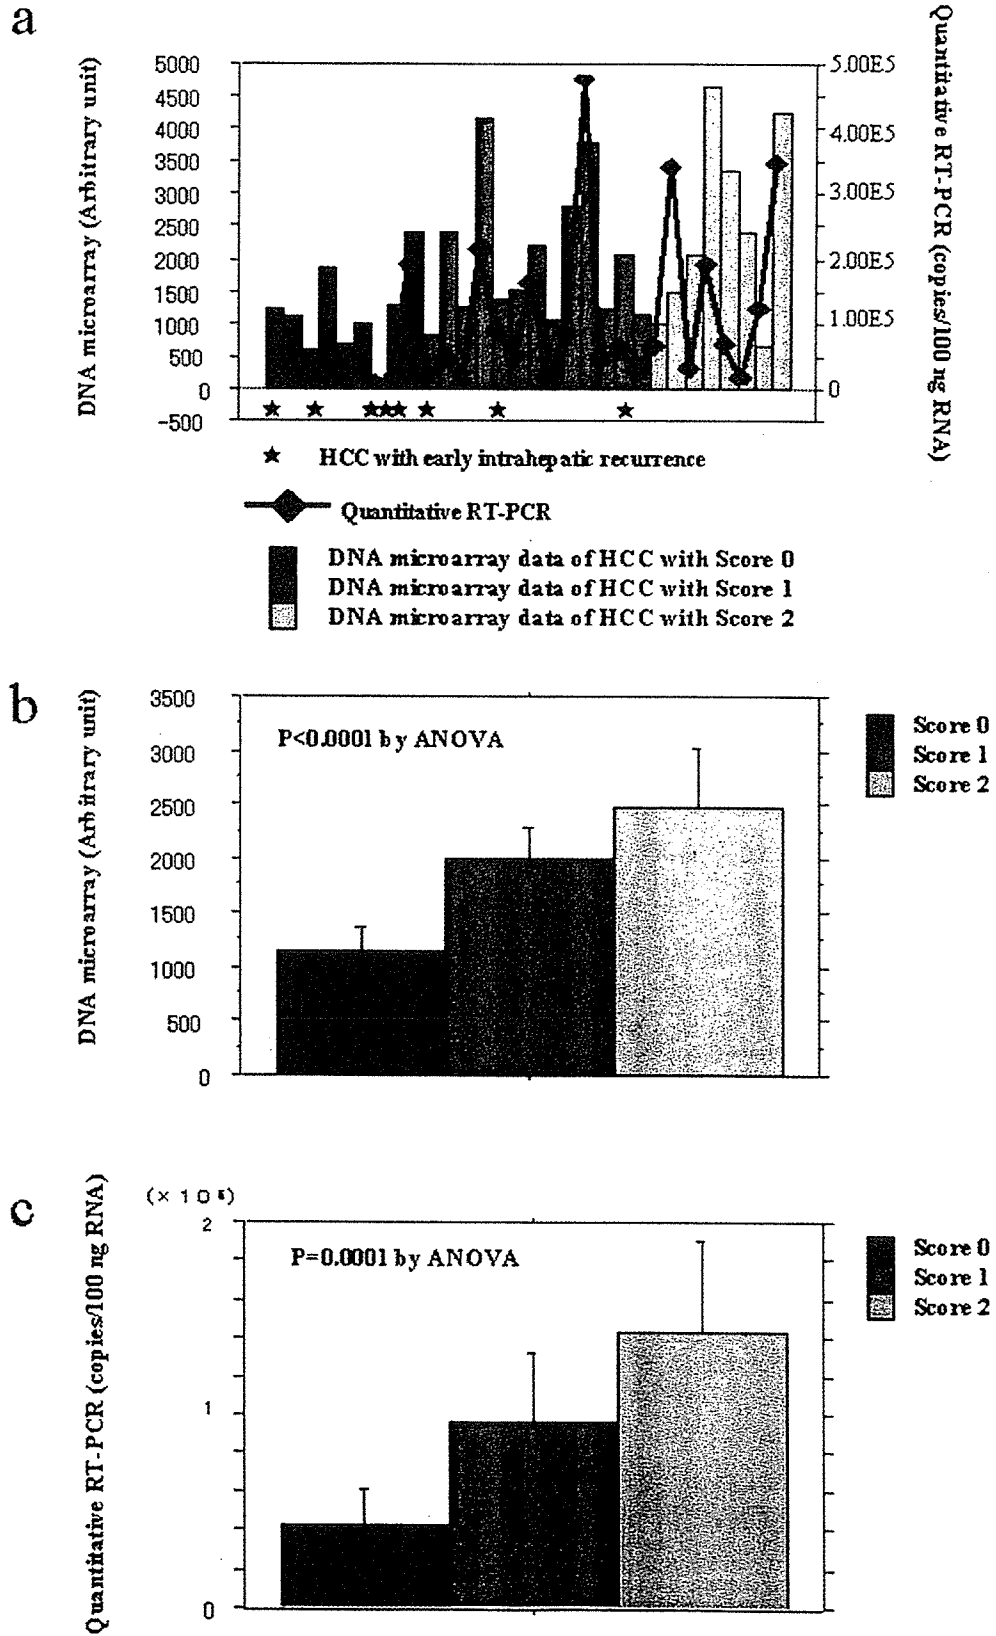 a
DNA microarray (Arbitrary unit)
5000
4500
4000
3500
3000
2500
2000
1500
1000
500
0
-500
5.00E5
4.00E5
3.00E5
2.00E5
1.00E5
0
Quantitative RT-PCR (copies/100 ng RNA)
★ HCC with early intrahepatic recurrence
Quantitative RT-PCR
DNA microarray data of HCC with Score 0
DNA microarray data of HCC with Score 1
DNA microarray data of HCC with Score 2
b
DNA microarray (Arbitrary unit)
3500
3000
2500
2000
1500
1000
500
0
P<0.0001 by ANOVA
Score 0
Score 1
Score 2
c
Quantitative RT-PCR (copies/100 ng RNA)
(× 10
2
1
0
P=0.0001 by ANOVA
Score 0
Score 1
Score 2